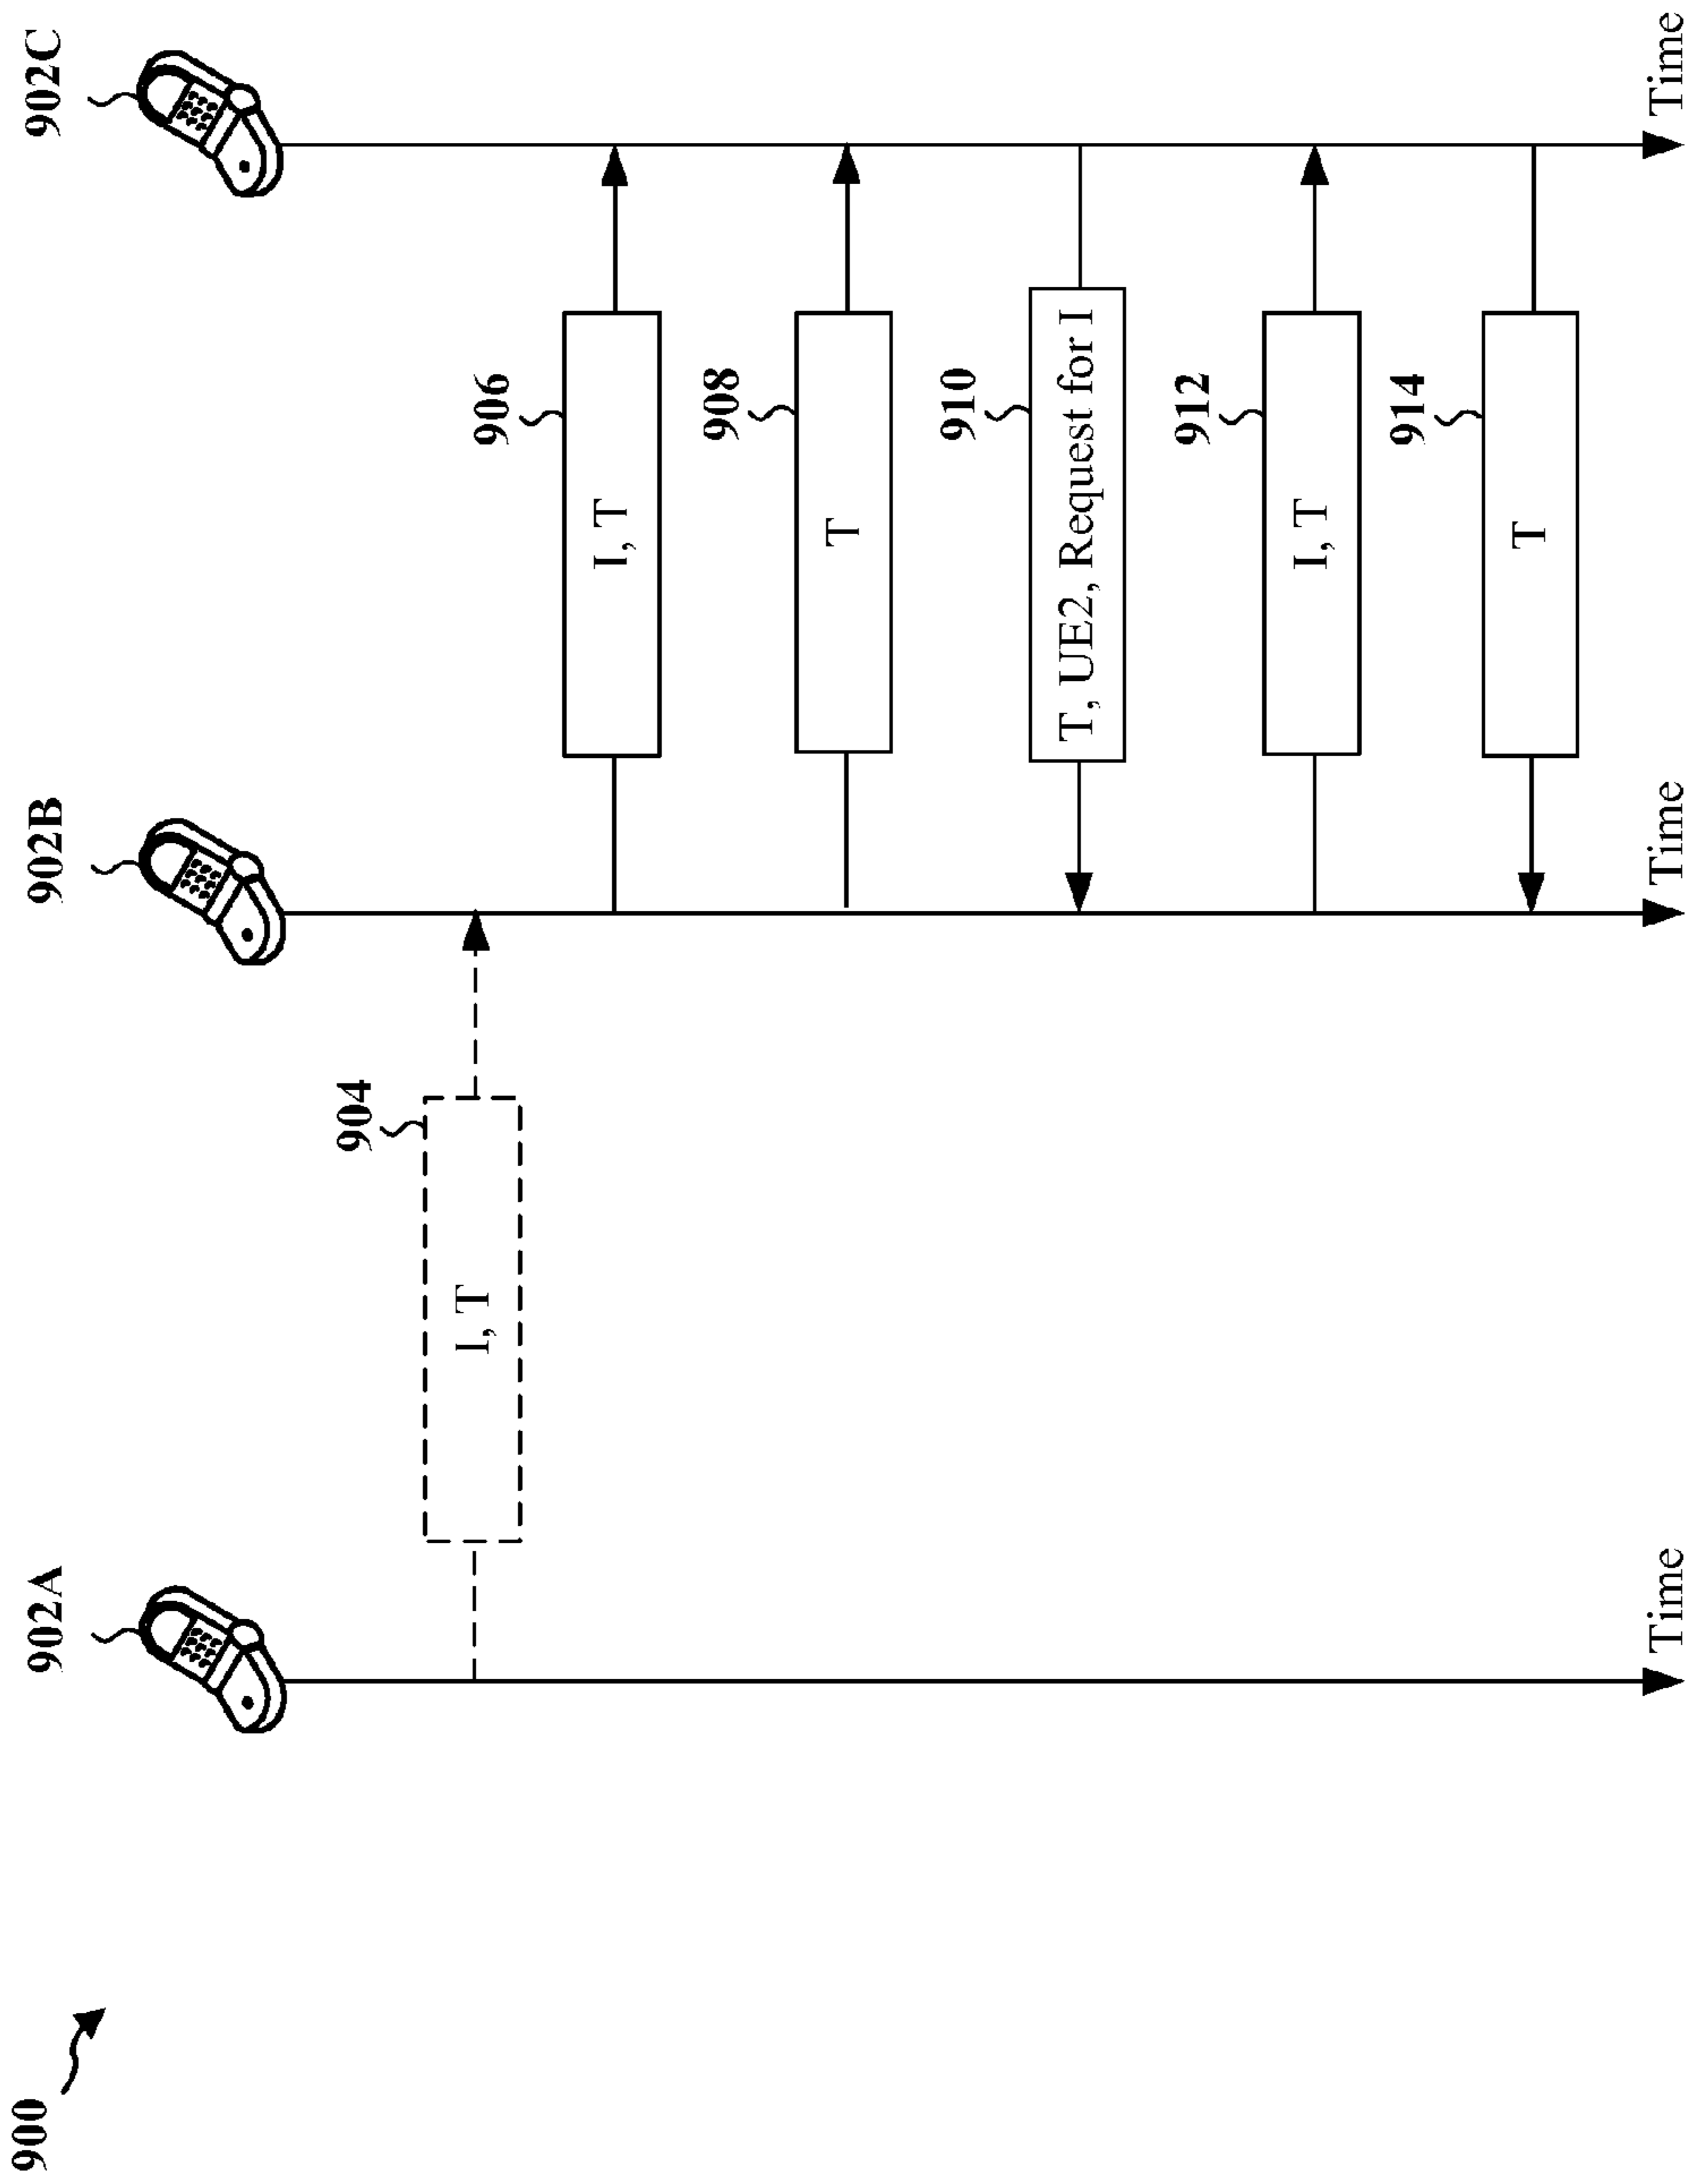 900
902A
902B
902C
904
I, T
906
I, T
908
T
910
T, UE2, Request for I
912
I, T
914
T
Time
Time
Time